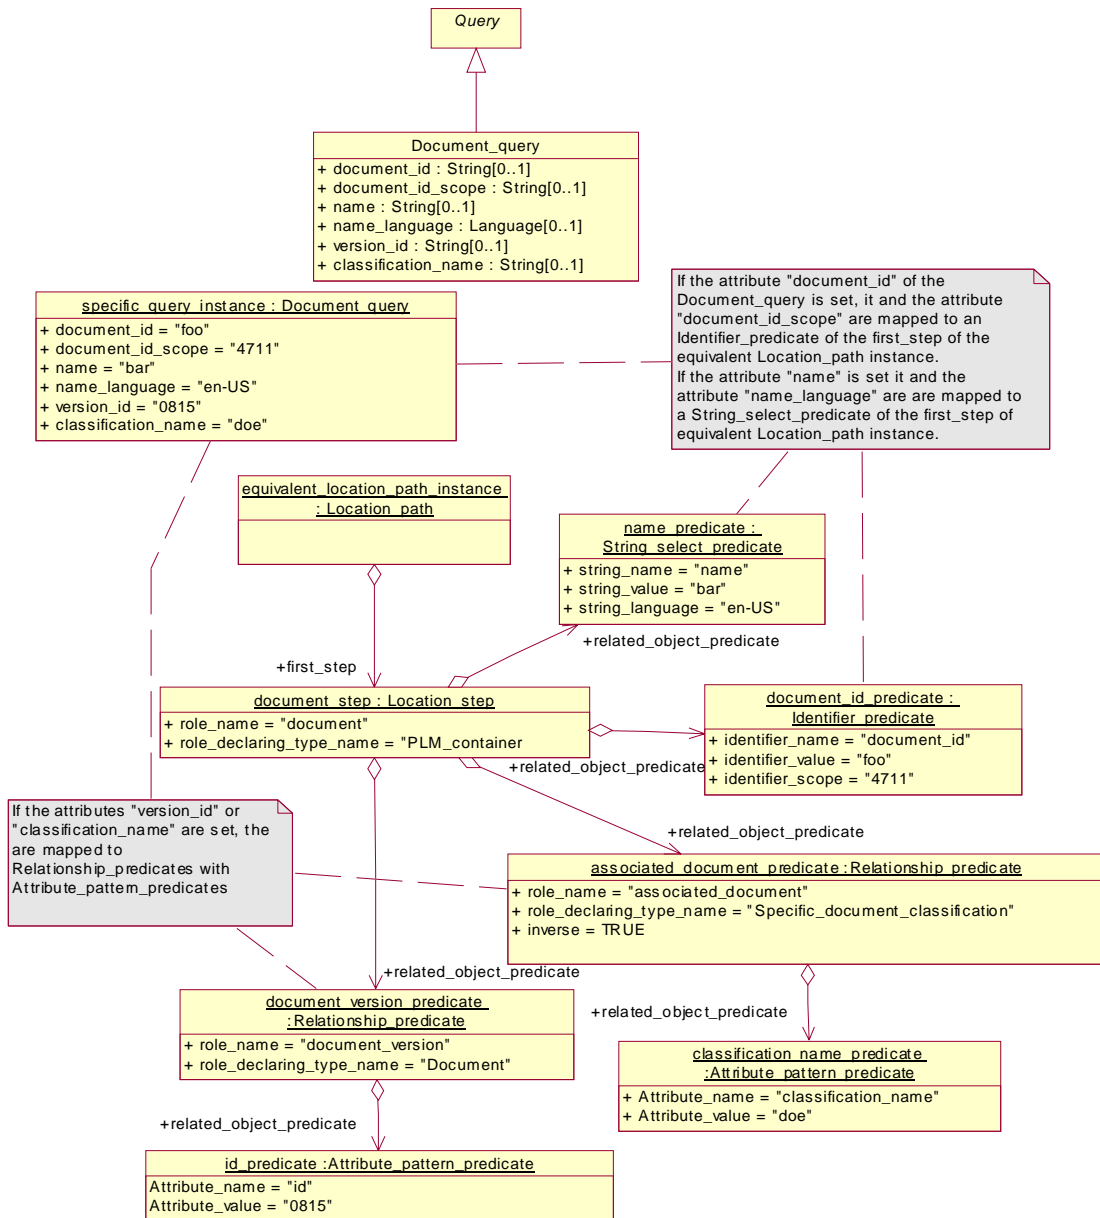 Query
Document_query
+ document_id : String[0..1]
+ document_id_scope : String[0..1]
+ name : String[0..1]
+ name_language : Language[0..1]
+ version_id : String[0..1]
+ classification_name : String[0..1]
If the attribute "document_id" of the
Document_query is set, it and the attribute
"document_id_scope" are mapped to an
Identifier_predicate of the first_step of the
equivalent Location_path instance.
If the attribute "name" is set it and the
attribute "name_language" are are mapped to
a String_select_predicate of the first_step of
equivalent Location_path instance.
specific_query_instance : Document_query
+ document_id = "foo"
+ document_id_scope = "4711"
+ name = "bar"
+ name_language = "en-US"
+ version_id = "0815"
+ classification_name = "doe"
equivalent_location_path_instance
: Location_path
name_predicate :
String_select_predicate
+ string_name = "name"
+ string_value = "bar"
+ string_language = "en-US"
+related_object_predicate
+first_step
document_step : Location_step
+ role_name = "document"
+ role_declaring_type_name = "PLM_container
document_id_predicate :
Identifier_predicate
+ identifier_name = "document_id"
+ identifier_value = "foo"
+ identifier_scope = "4711"
+related_object_predicate
If the attributes "version_id" or
"classification_name" are set, the
are mapped to
Relationship_predicates with
Attribute_pattern_predicates
+related_object_predicate
associated_document_predicate :Relationship_predicate
+ role_name = "associated_document"
+ role_declaring_type_name = "Specific_document_classification"
+ inverse = TRUE
+related_object_predicate
document_version_predicate
:Relationship_predicate
+ role_name = "document_version"
+ role_declaring_type_name = "Document"
+related_object_predicate
classification_name_predicate
:Attribute_pattern_predicate
+ Attribute_name = "classification_name"
+ Attribute_value = "doe"
+related_object_predicate
id_predicate :Attribute_pattern_predicate
Attribute_name = "id"
Attribute_value = "0815"